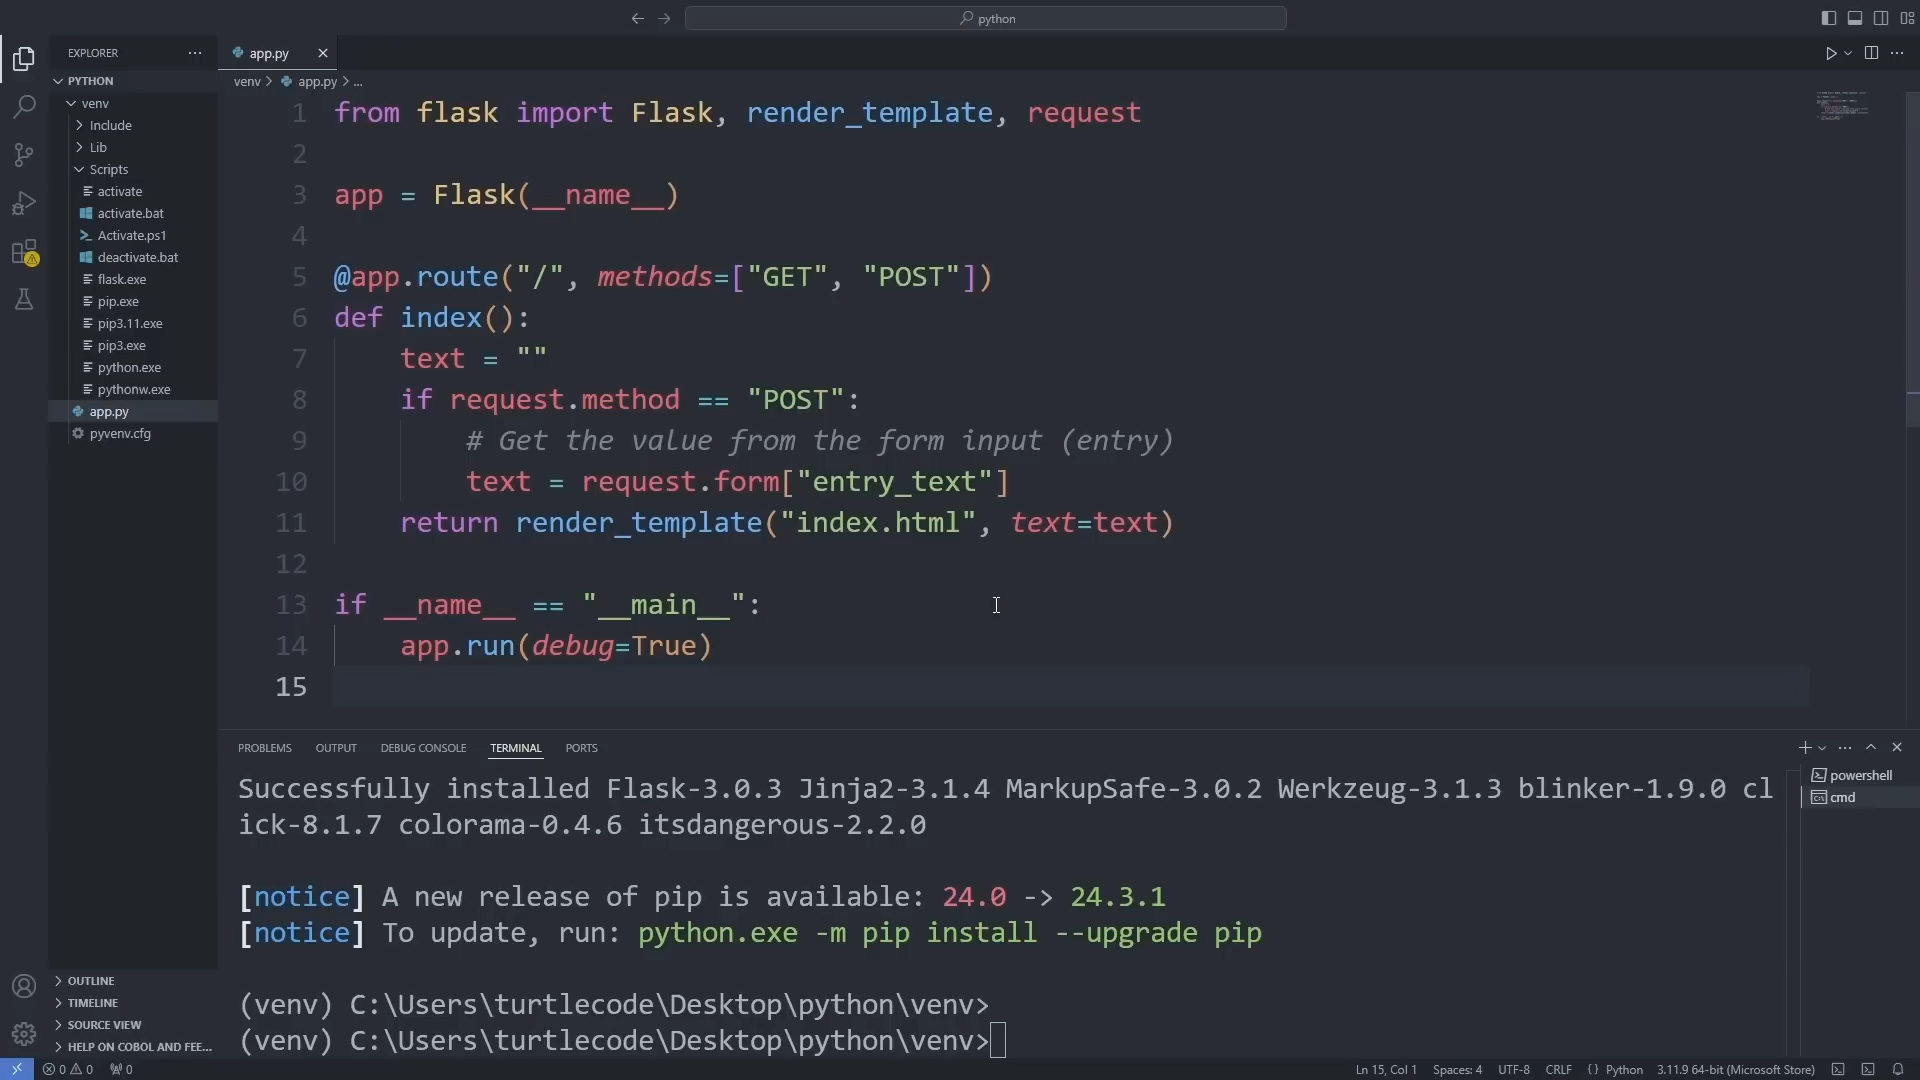 python
EXPLORER
PYTHON
venv
Include
Lib
Scripts
activate
activate.bat
Activate.ps1
deactivate.bat
flask.exe
pip.exe
pip3.11.exe
pip3.exe
python.exe
pythonw.exe
app.py
pyvenv.cfg
OUTLINE
TIMELINE
SOURCE VIEW
HELP ON COBOL AND FEE...
app.py
venv > app.py > ...
1 from flask import Flask, render_template, request
2
3 app = Flask(__name__)
4
5 @app.route("/", methods=["GET", "POST"])
6 def index():
7 text = ""
8 if request.method == "POST":
9 # Get the value from the form input (entry)
10 text = request.form["entry_text"]
11 return render_template("index.html", text=text)
12
13 if __name__ == "__main__":
14 app.run(debug=True)
15
PROBLEMS OUTPUT DEBUG CONSOLE TERMINAL PORTS
Successfully installed Flask-3.0.3 Jinja2-3.1.4 MarkupSafe-3.0.2 Werkzeug-3.1.3 blinker-1.9.0 cl
ick-8.1.7 colorama-0.4.6 itsdangerous-2.2.0
[notice] A new release of pip is available: 24.0 -> 24.3.1
[notice] To update, run: python.exe -m pip install --upgrade pip
(venv) C:\Users\turtlecode\Desktop\python\venv>
(venv) C:\Users\turtlecode\Desktop\python\venv>
powershell
cmd
0 0 0 Ln 15, Col 1 Spaces: 4 UTF-8 CRLF { } Python 3.11.9 64-bit (Microsoft Store)